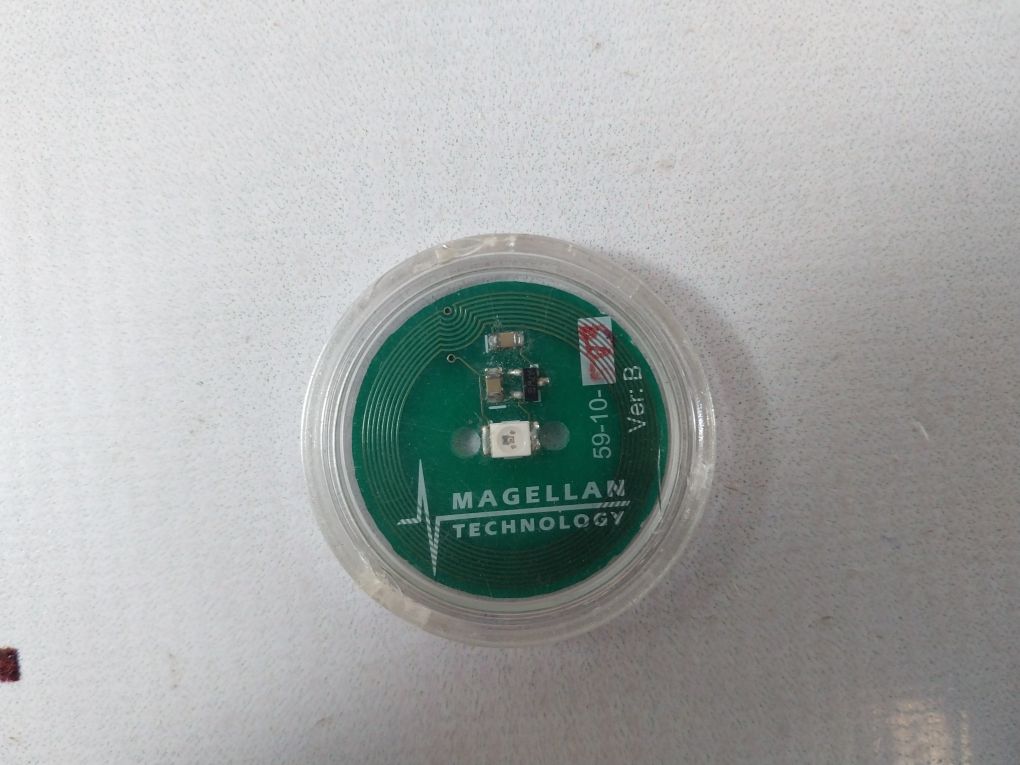 MAGELLAN
TECHNOLOGY
59-10-
Ver: B